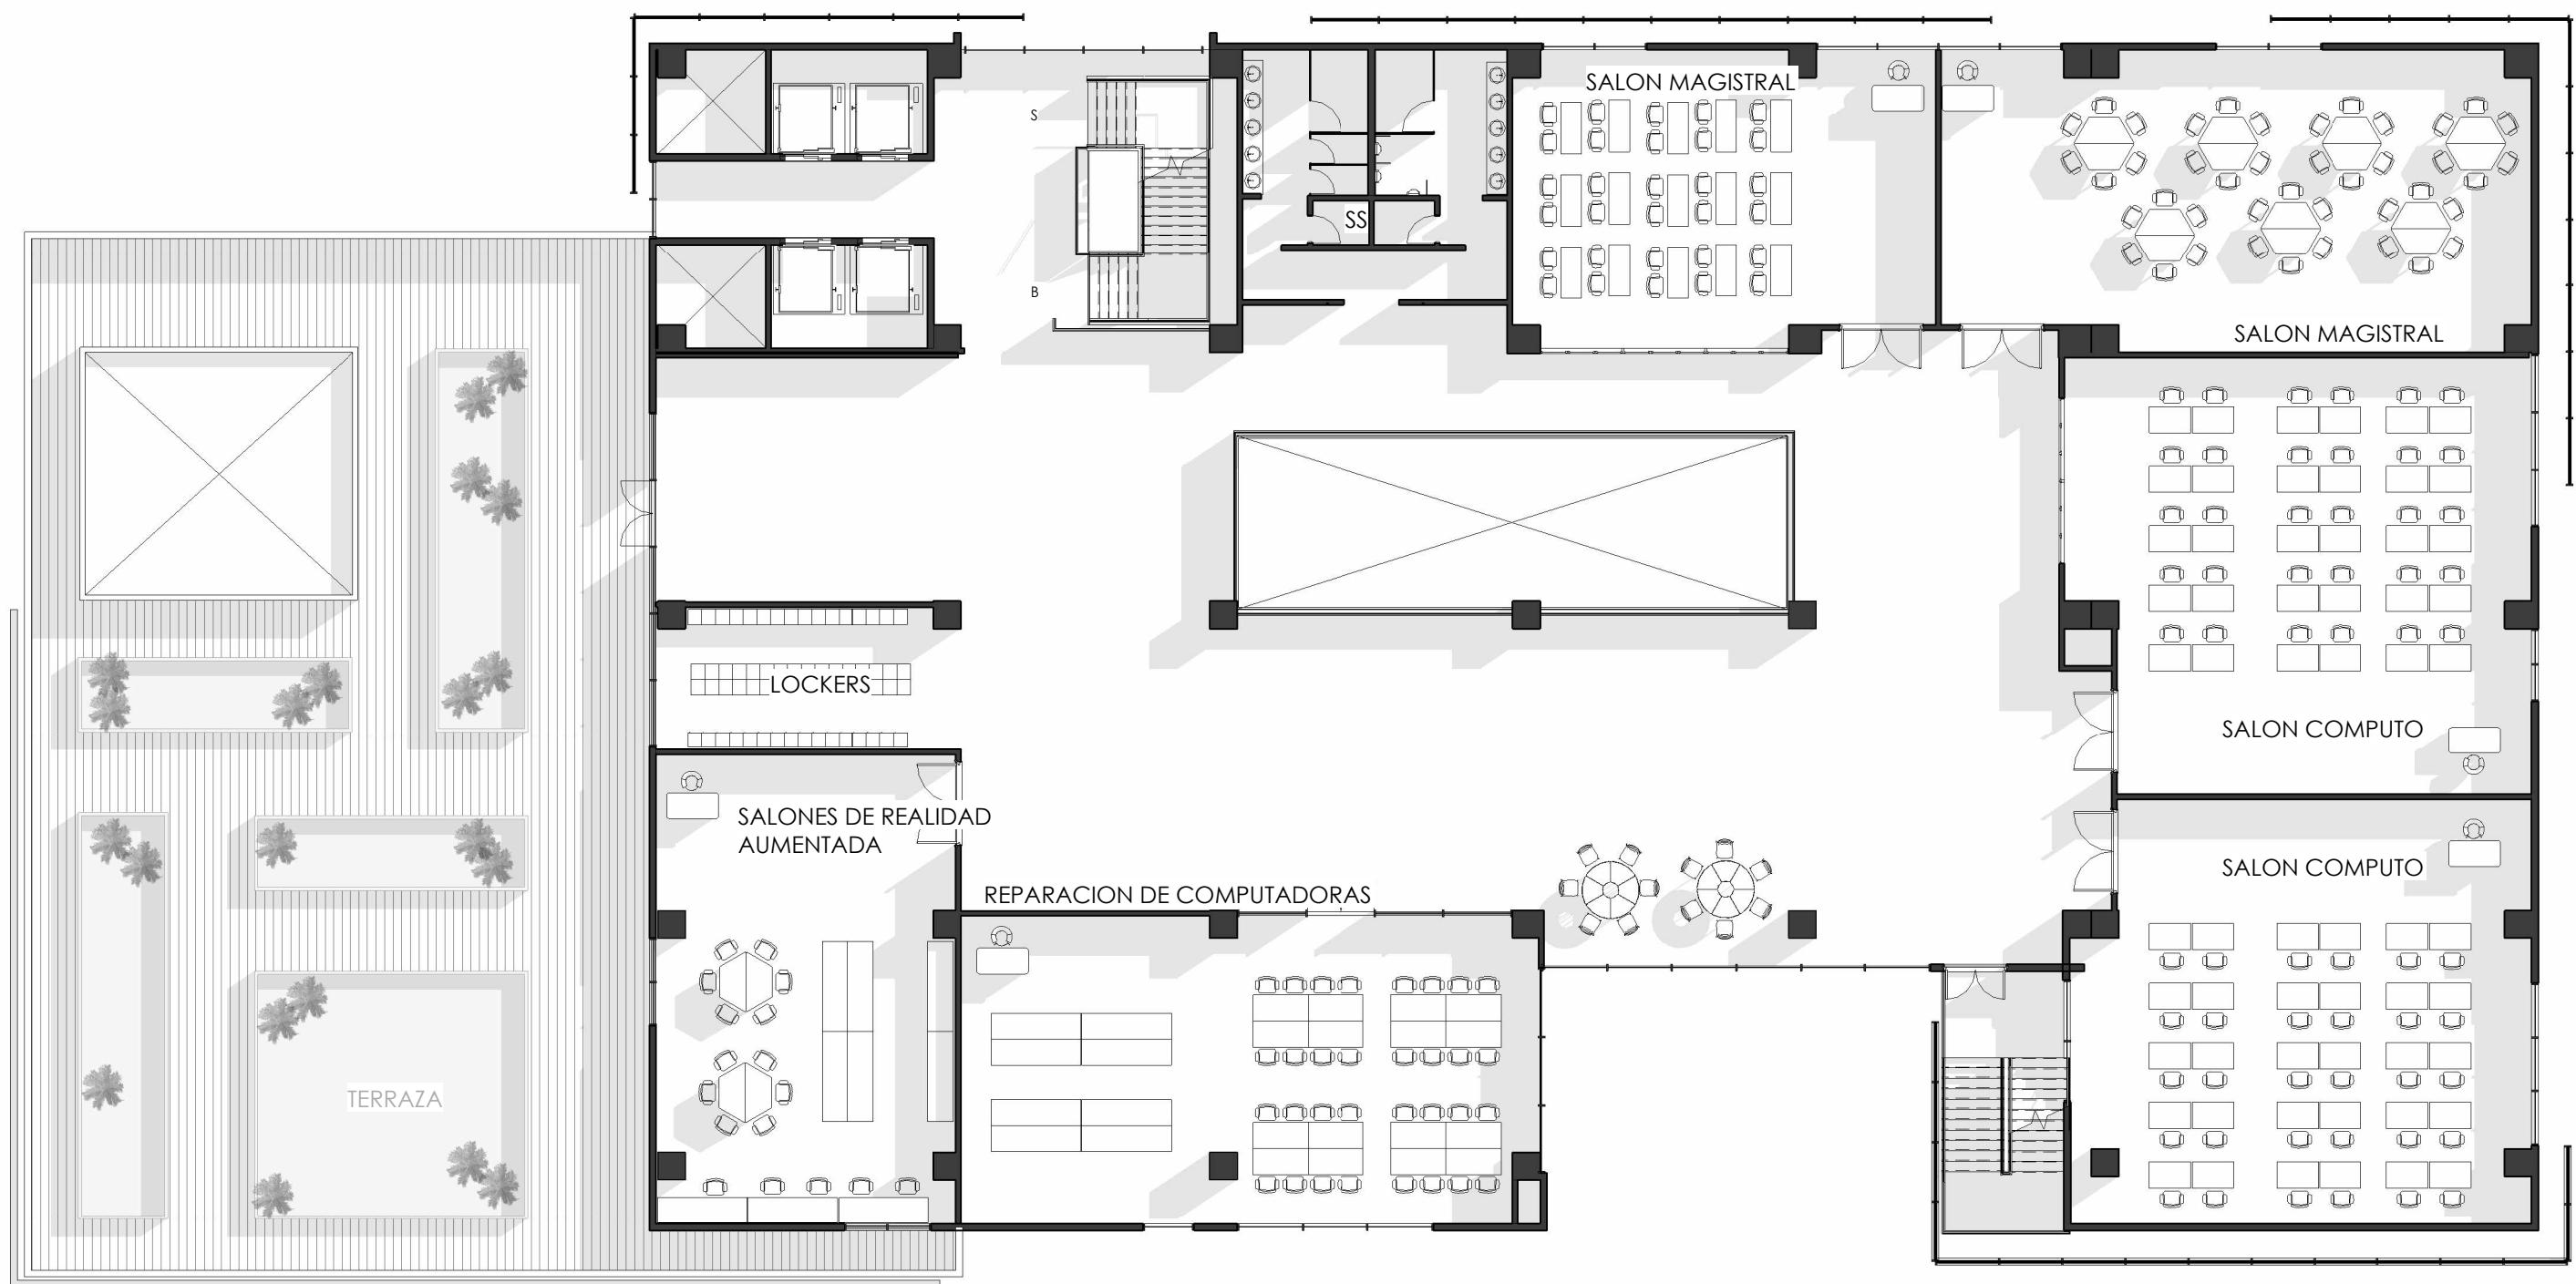 SALON MAGISTRAL
S
SS
B
SALON MAGISTRAL
LOCKERS
SALON COMPUTO
SALONES DE REALIDAD
AUMENTADA
SALON COMPUTO
REPARACION DE COMPUTADORAS
TERRAZA